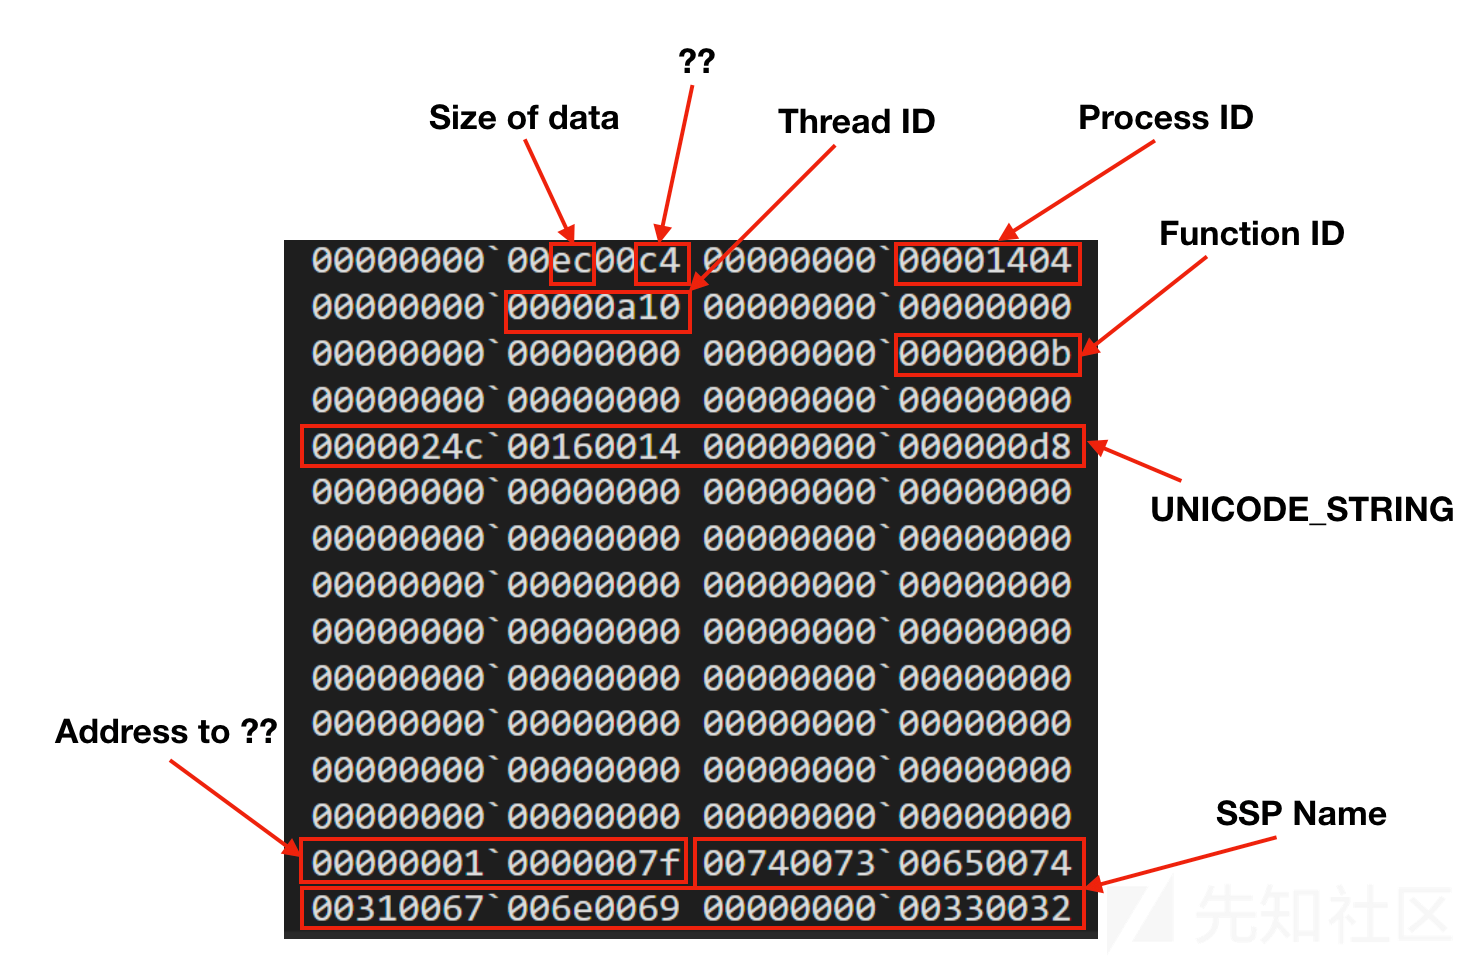 ??
Size of data
Thread ID
Process ID
Function ID
00000000`00ec00c4 00000000`00001404
00000000`00000a10 00000000`00000000
00000000`00000000 00000000`0000000b
00000000`00000000 00000000`00000000
0000024c`00160014 00000000`000000d8
UNICODE_STRING
00000000`00000000 00000000`00000000
00000000`00000000 00000000`00000000
00000000`00000000 00000000`00000000
00000000`00000000 00000000`00000000
00000000`00000000 00000000`00000000
00000000`00000000 00000000`00000000
Address to ??
00000000`00000000 00000000`00000000
00000000`00000000 00000000`00000000
SSP Name
00000001`0000007f 00740073`00650074
00310067`006e0069 00000000`00330032
先知社区